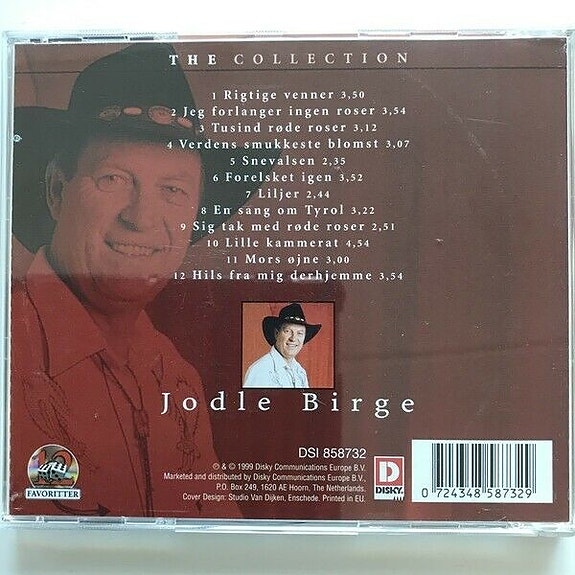 THE COLLECTION
1 Rigtige venner 3,50
2 Jeg forlanger ingen roser 3,54
3 Tusind røde roser 3,12
4 Verdens smukkeste blomst 3,07
5 Snevalsen 2,35
6 Forelsket igen 3,52
7 Liljer 2,44
8 En sang om Tyrol 3,22
9 Sig tak med røde roser 2,51
10 Lille kammerat 4,54
11 Mors øjne 3,00
12 Hils fra mig derhjemme 3,54
Jodle Birge
DSI 858732
℗ & © 1999 Disky Communications Europe B.V.
Marketed and distributed by Disky Communications Europe B.V.,
P.O. Box 249, 1620 AE Hoorn, The Netherlands.
Cover Design: Studio Van Dijken, Enschede. Printed in EU.
12
FAVORITTER
D
DISKY
0 724348 587329